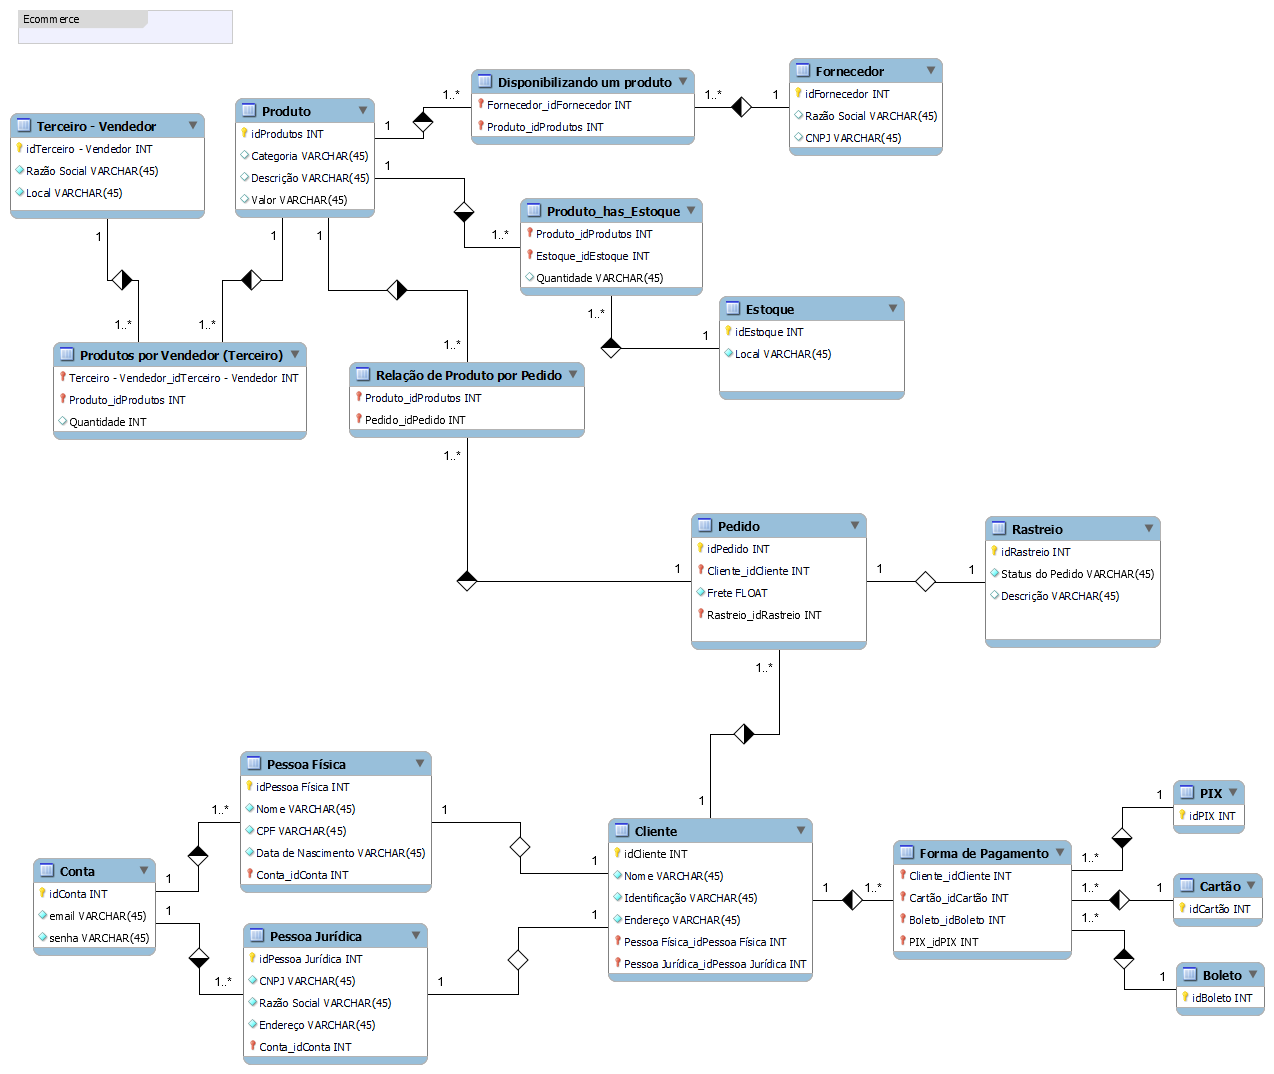 Ecommerce
Terceiro - Vendedor
idTerceiro - Vendedor INT
Razão Social VARCHAR(45)
Local VARCHAR(45)
Produto
idProdutos INT
Categoria VARCHAR(45)
Descrição VARCHAR(45)
Valor VARCHAR(45)
Disponibilizando um produto
Fornecedor_idFornecedor INT
Produto_idProdutos INT
Fornecedor
idFornecedor INT
Razão Social VARCHAR(45)
CNPJ VARCHAR(45)
1
1..*
1..*
1
1
1..*
Produto_has_Estoque
Produto_idProdutos INT
Estoque_idEstoque INT
Quantidade VARCHAR(45)
1..*
1
Estoque
idEstoque INT
Local VARCHAR(45)
1
1
1
1..*
1..*
1..*
Produtos por Vendedor (Terceiro)
Terceiro - Vendedor_idTerceiro - Vendedor INT
Produto_idProdutos INT
Quantidade INT
Relação de Produto por Pedido
Produto_idProdutos INT
Pedido_idPedido INT
1..*
1
Pedido
idPedido INT
Cliente_idCliente INT
Frete FLOAT
Rastreio_idRastreio INT
1
1
Rastreio
idRastreio INT
Status do Pedido VARCHAR(45)
Descrição VARCHAR(45)
1..*
1
Pessoa Física
idPessoa Física INT
Nome VARCHAR(45)
CPF VARCHAR(45)
Data de Nascimento VARCHAR(45)
Conta_idConta INT
1..*
1
1
1
Conta
idConta INT
email VARCHAR(45)
senha VARCHAR(45)
1
1..*
Pessoa Jurídica
idPessoa Jurídica INT
CNPJ VARCHAR(45)
Razão Social VARCHAR(45)
Endereço VARCHAR(45)
Conta_idConta INT
1
1
Cliente
idCliente INT
Nome VARCHAR(45)
Identificação VARCHAR(45)
Endereço VARCHAR(45)
Pessoa Física_idPessoa Física INT
Pessoa Jurídica_idPessoa Jurídica INT
1
1..*
Forma de Pagamento
Cliente_idCliente INT
Cartão_idCartão INT
Boleto_idBoleto INT
PIX_idPIX INT
1..*
1
PIX
idPIX INT
1..*
1
Cartão
idCartão INT
1..*
1
Boleto
idBoleto INT